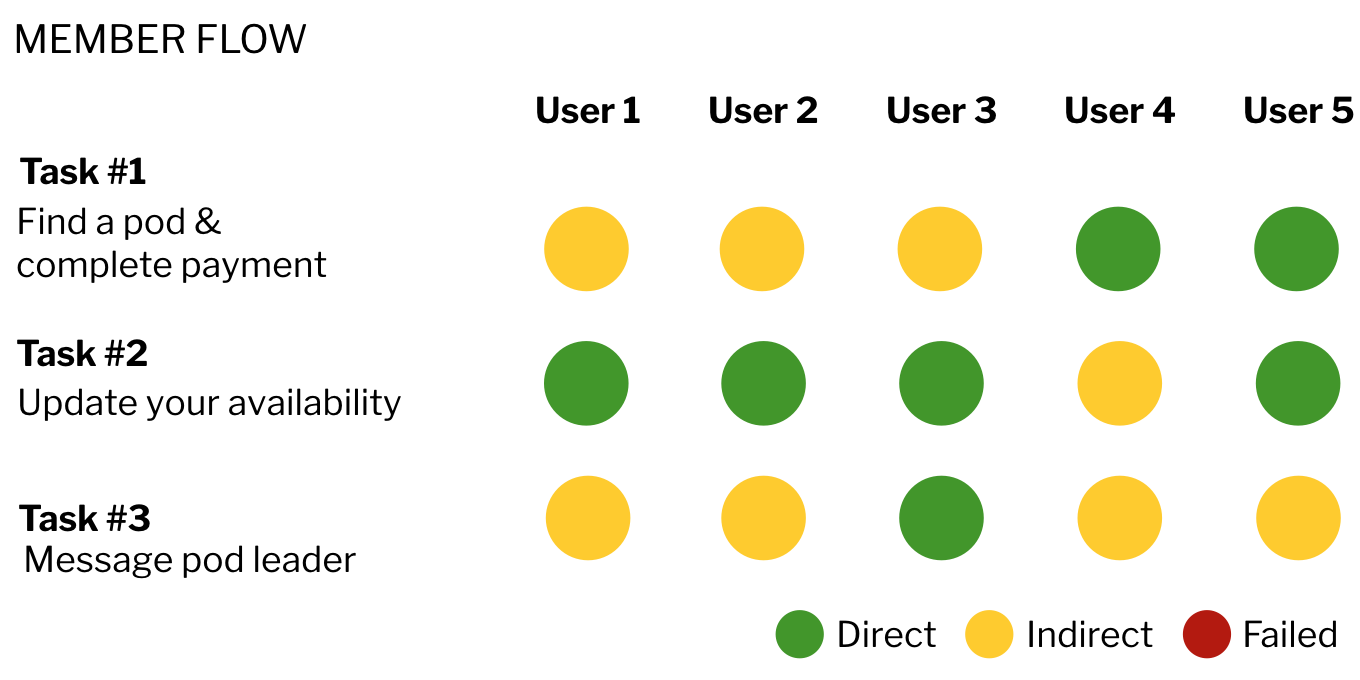 MEMBER FLOW
User 1 User 2 User 3 User 4 User 5
Task #1
Find a pod &
complete payment
Task #2
Update your availability
Task #3
Message pod leader
Direct Indirect Failed